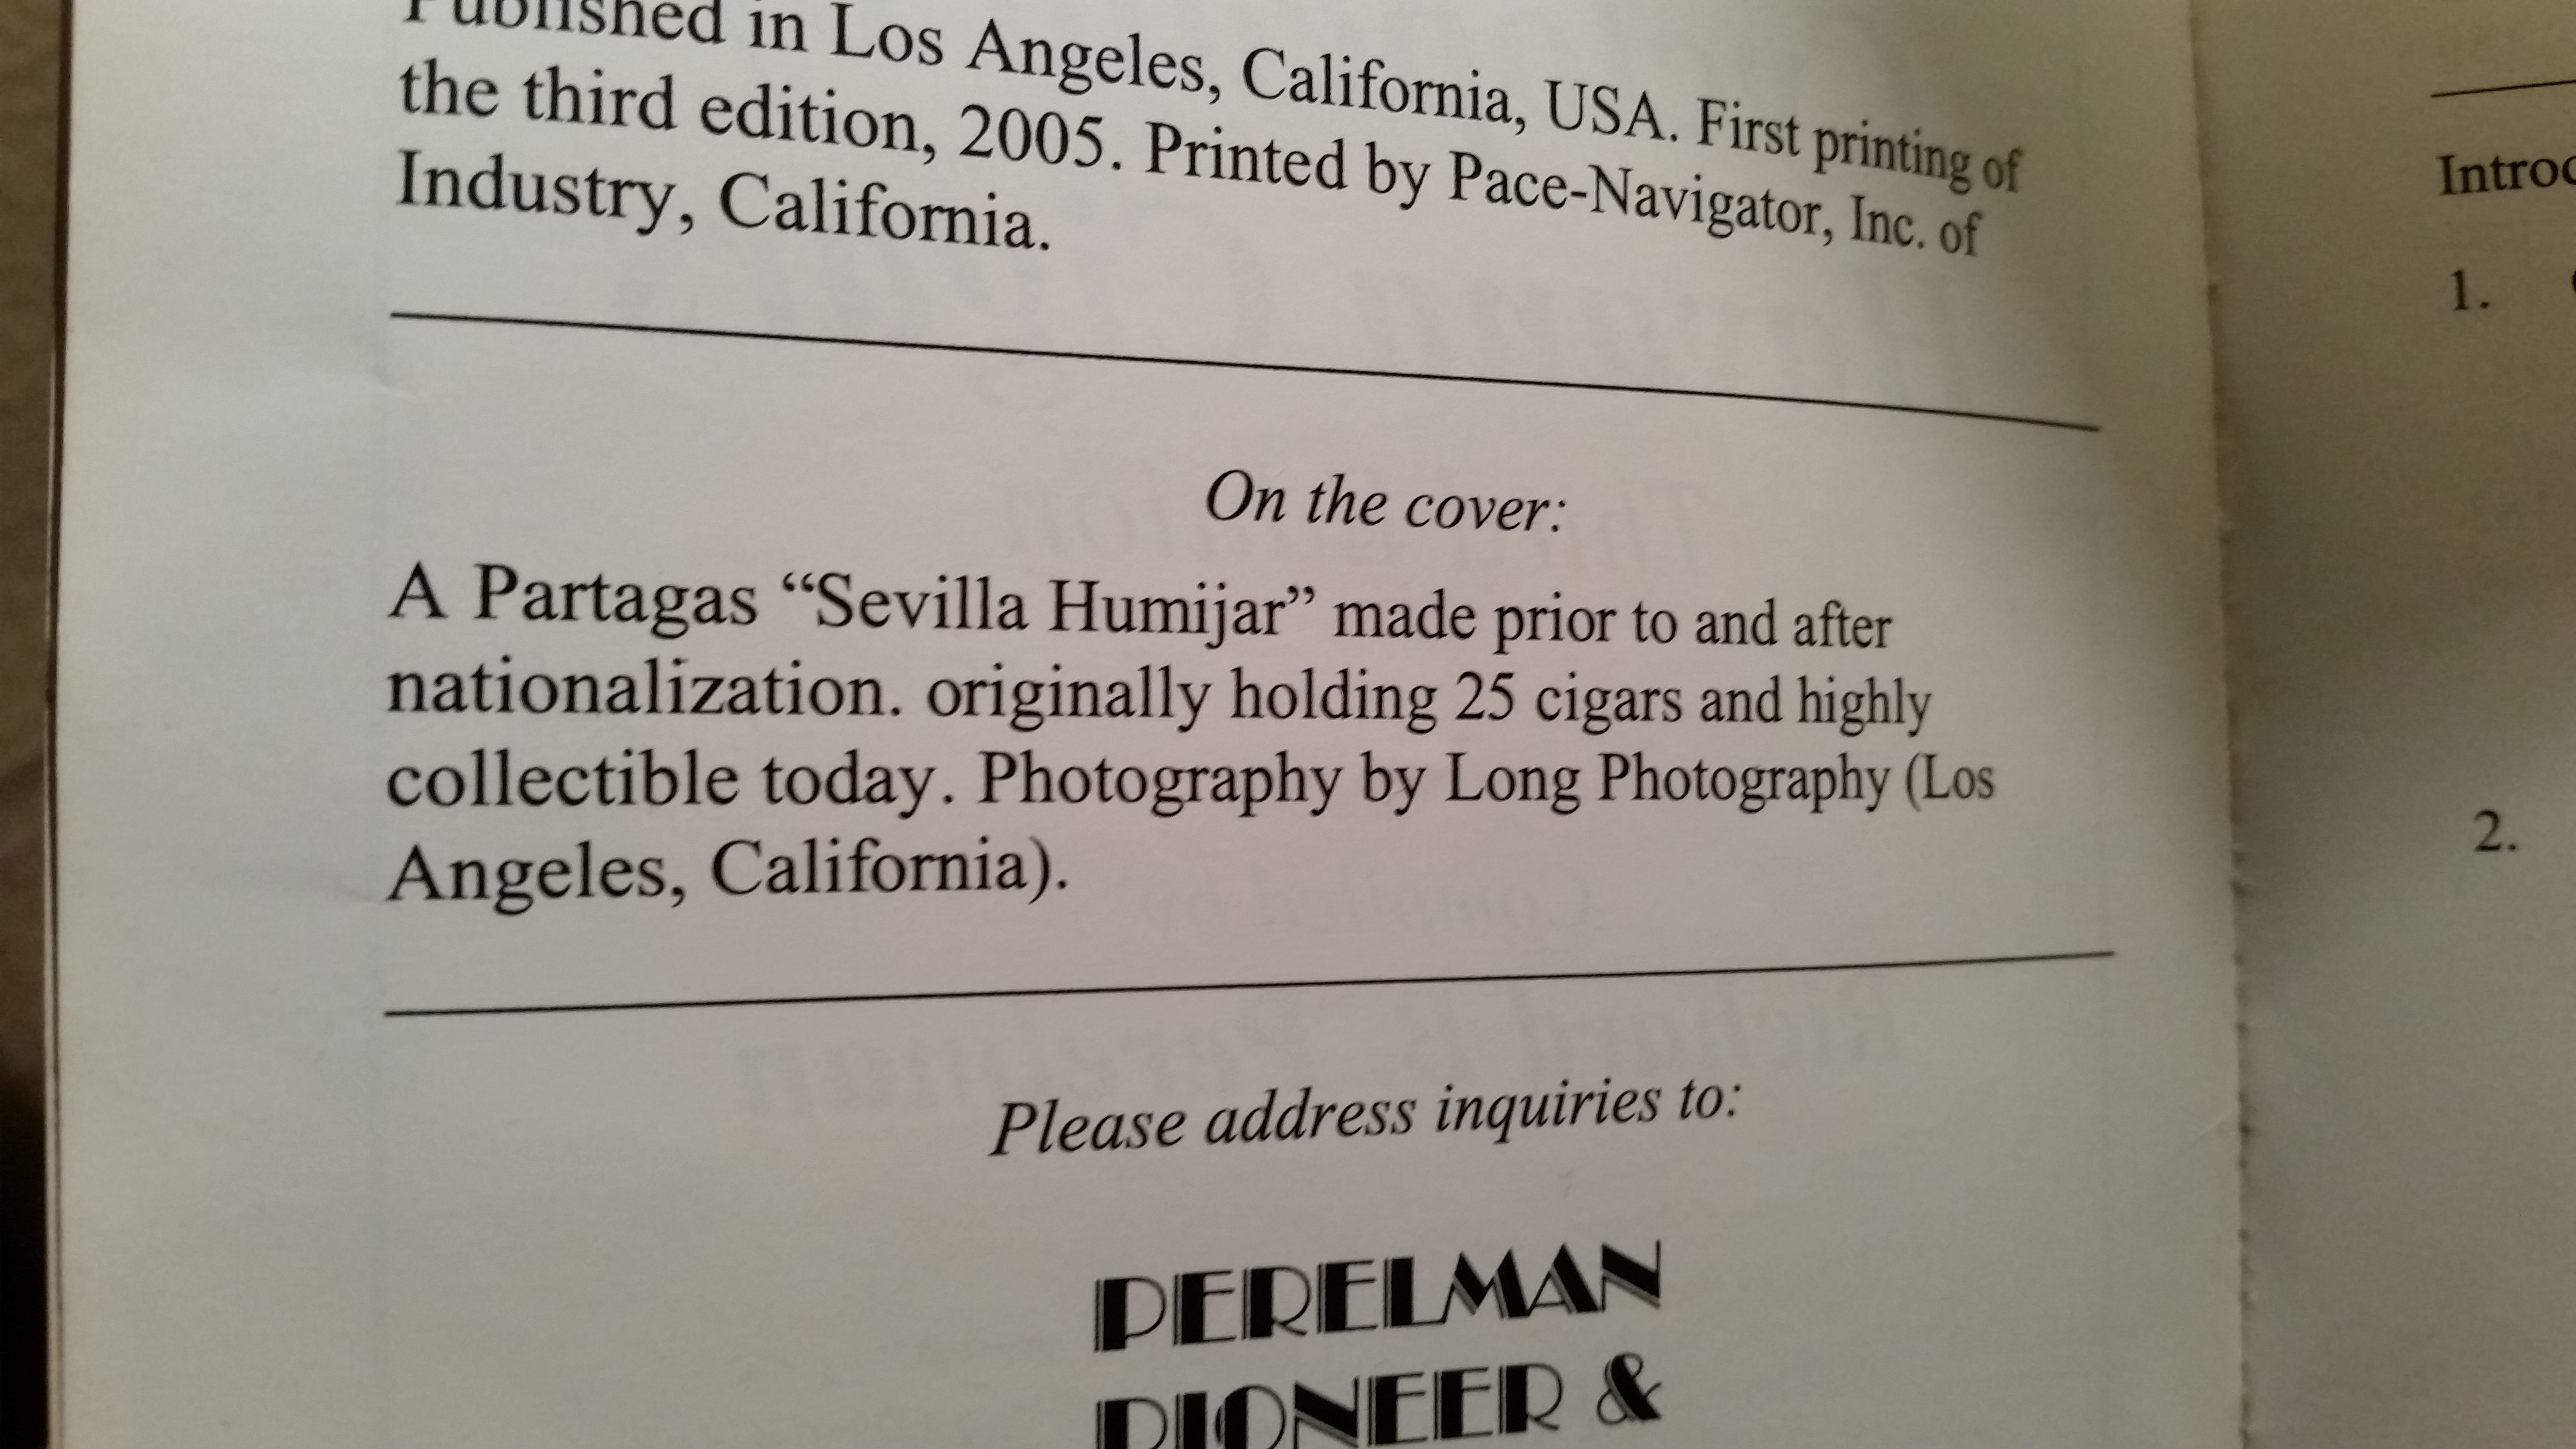 Published in Los Angeles, California, USA. First printing of
the third edition, 2005. Printed by Pace-Navigator, Inc. of
Industry, California.
On the cover:
A Partagas “Sevilla Humijar” made prior to and after
nationalization. originally holding 25 cigars and highly
collectible today. Photography by Long Photography (Los
Angeles, California).
Please address inquiries to:
PERELMAN
PIONEER &
1.
2.